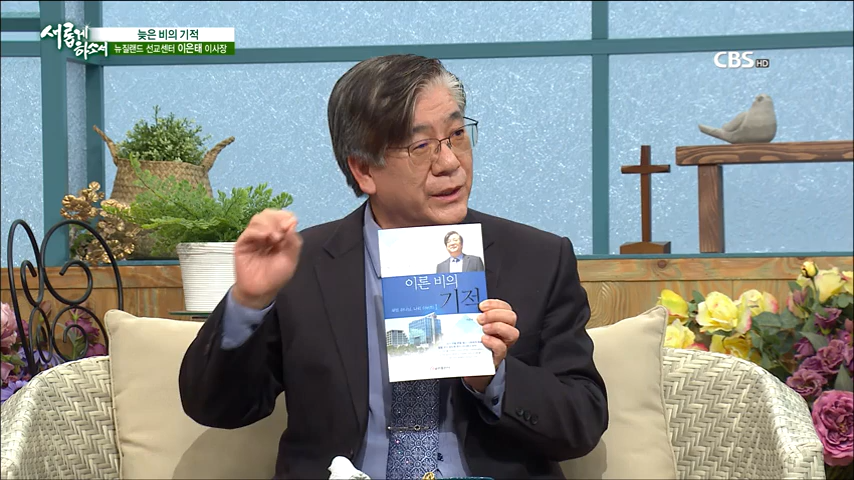 새롭게
하소서
늦은 비의 기적
뉴질랜드 선교센터 이은태 이사장
CBS HD
이른 비의
기적